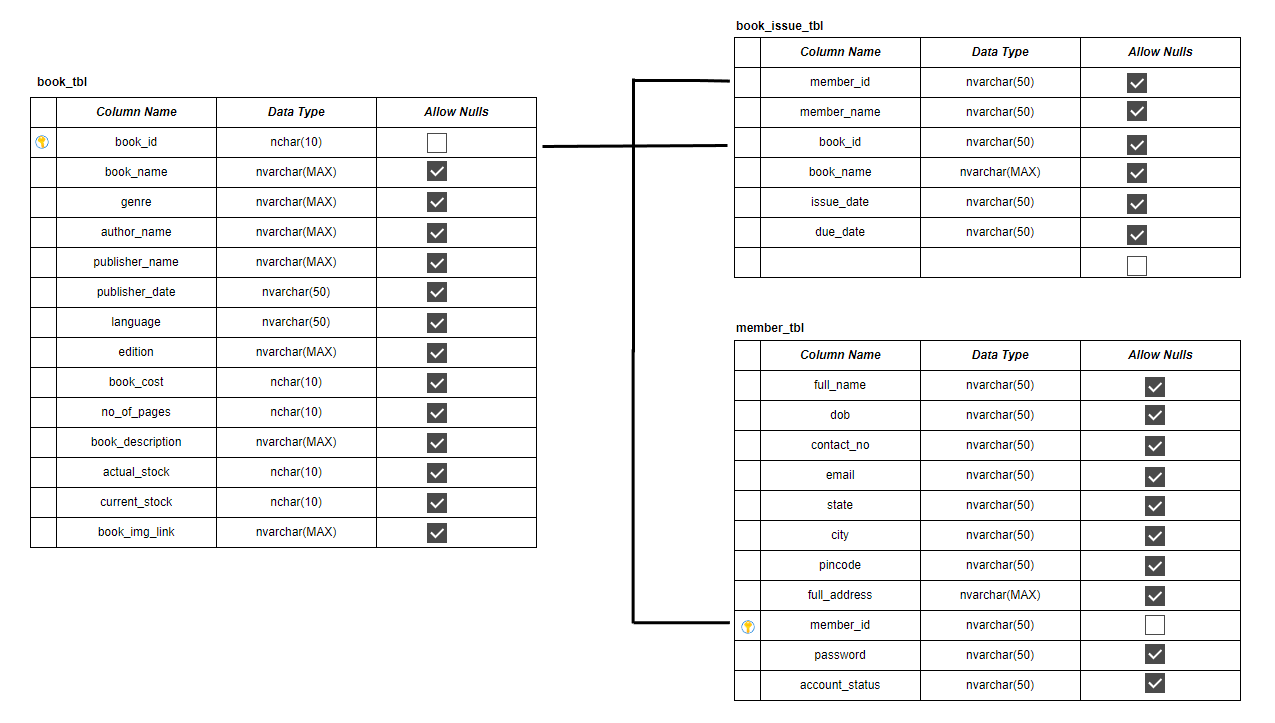 book_tbl
Column Name Data Type Allow Nulls
book_id nchar(10)
book_name nvarchar(MAX)
genre nvarchar(MAX)
author_name nvarchar(MAX)
publisher_name nvarchar(MAX)
publisher_date nvarchar(50)
language nvarchar(50)
edition nvarchar(MAX)
book_cost nchar(10)
no_of_pages nchar(10)
book_description nvarchar(MAX)
actual_stock nchar(10)
current_stock nchar(10)
book_img_link nvarchar(MAX)
book_issue_tbl
Column Name Data Type Allow Nulls
member_id nvarchar(50)
member_name nvarchar(50)
book_id nvarchar(50)
book_name nvarchar(MAX)
issue_date nvarchar(50)
due_date nvarchar(50)
member_tbl
Column Name Data Type Allow Nulls
full_name nvarchar(50)
dob nvarchar(50)
contact_no nvarchar(50)
email nvarchar(50)
state nvarchar(50)
city nvarchar(50)
pincode nvarchar(50)
full_address nvarchar(MAX)
member_id nvarchar(50)
password nvarchar(50)
account_status nvarchar(50)